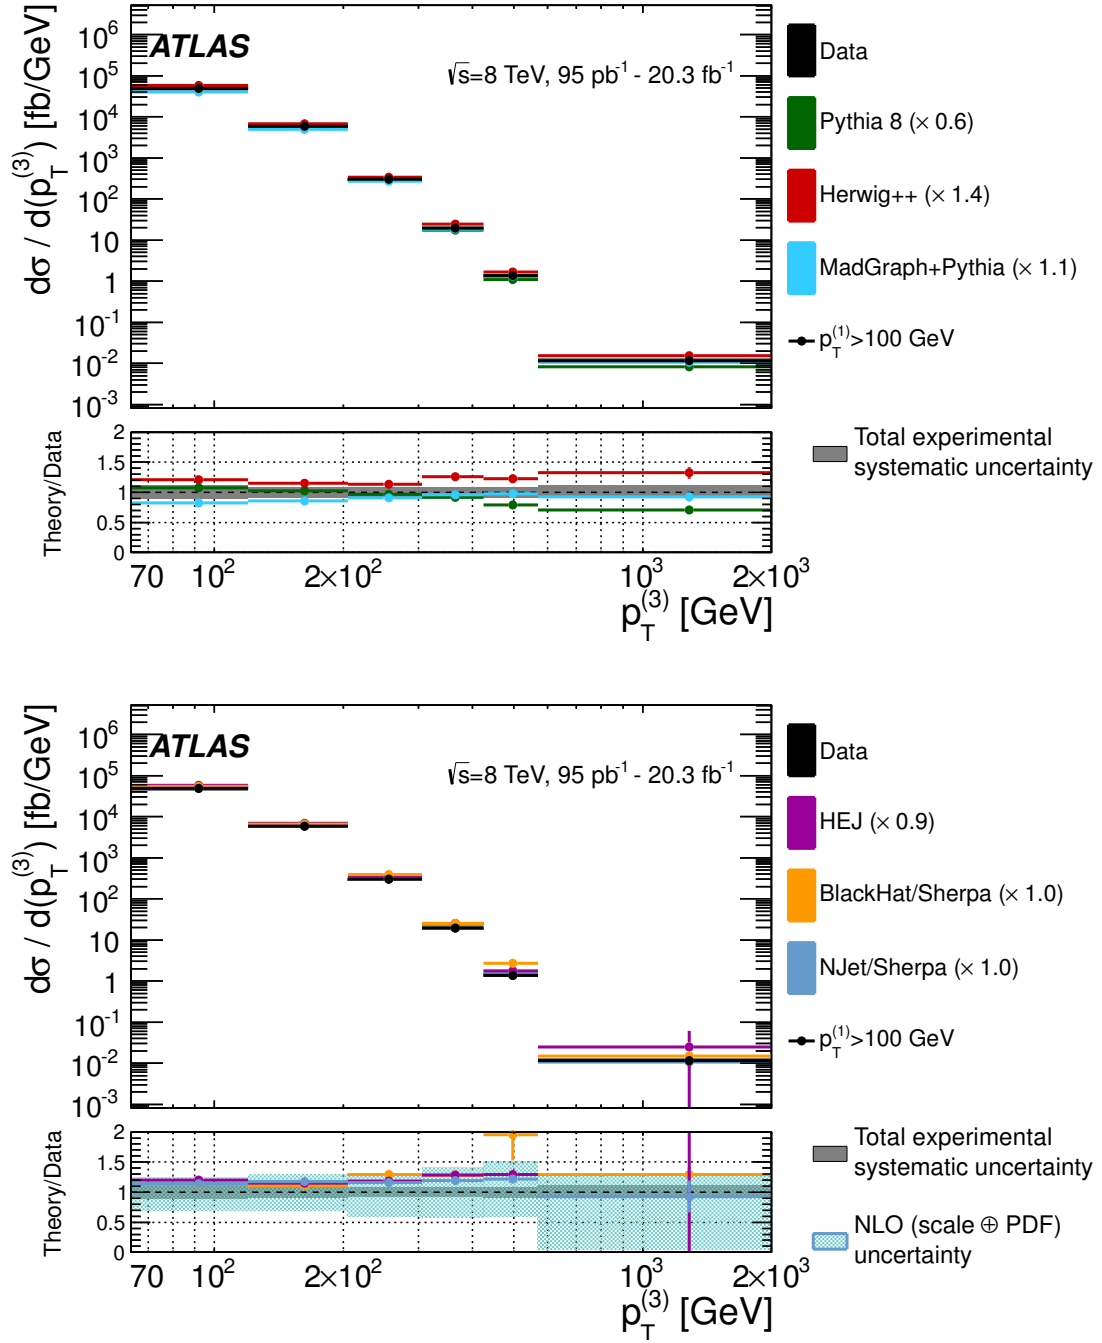 dσ / d(p_T^(3)) [fb/GeV]
10^6
10^5
10^4
10^3
10^2
10
1
10^-1
10^-2
10^-3
ATLAS
√s=8 TeV, 95 pb^-1 - 20.3 fb^-1
Data
Pythia 8 (× 0.6)
Herwig++ (× 1.4)
MadGraph+Pythia (× 1.1)
p_T^(1)>100 GeV
Theory/Data
2
1.5
1
0.5
0
Total experimental
systematic uncertainty
70 10^2 2×10^2 10^3 2×10^3
p_T^(3) [GeV]
dσ / d(p_T^(3)) [fb/GeV]
10^6
10^5
10^4
10^3
10^2
10
1
10^-1
10^-2
10^-3
ATLAS
√s=8 TeV, 95 pb^-1 - 20.3 fb^-1
Data
HEJ (× 0.9)
BlackHat/Sherpa (× 1.0)
NJet/Sherpa (× 1.0)
p_T^(1)>100 GeV
Theory/Data
2
1.5
1
0.5
0
Total experimental
systematic uncertainty
NLO (scale ⊕ PDF)
uncertainty
70 10^2 2×10^2 10^3 2×10^3
p_T^(3) [GeV]